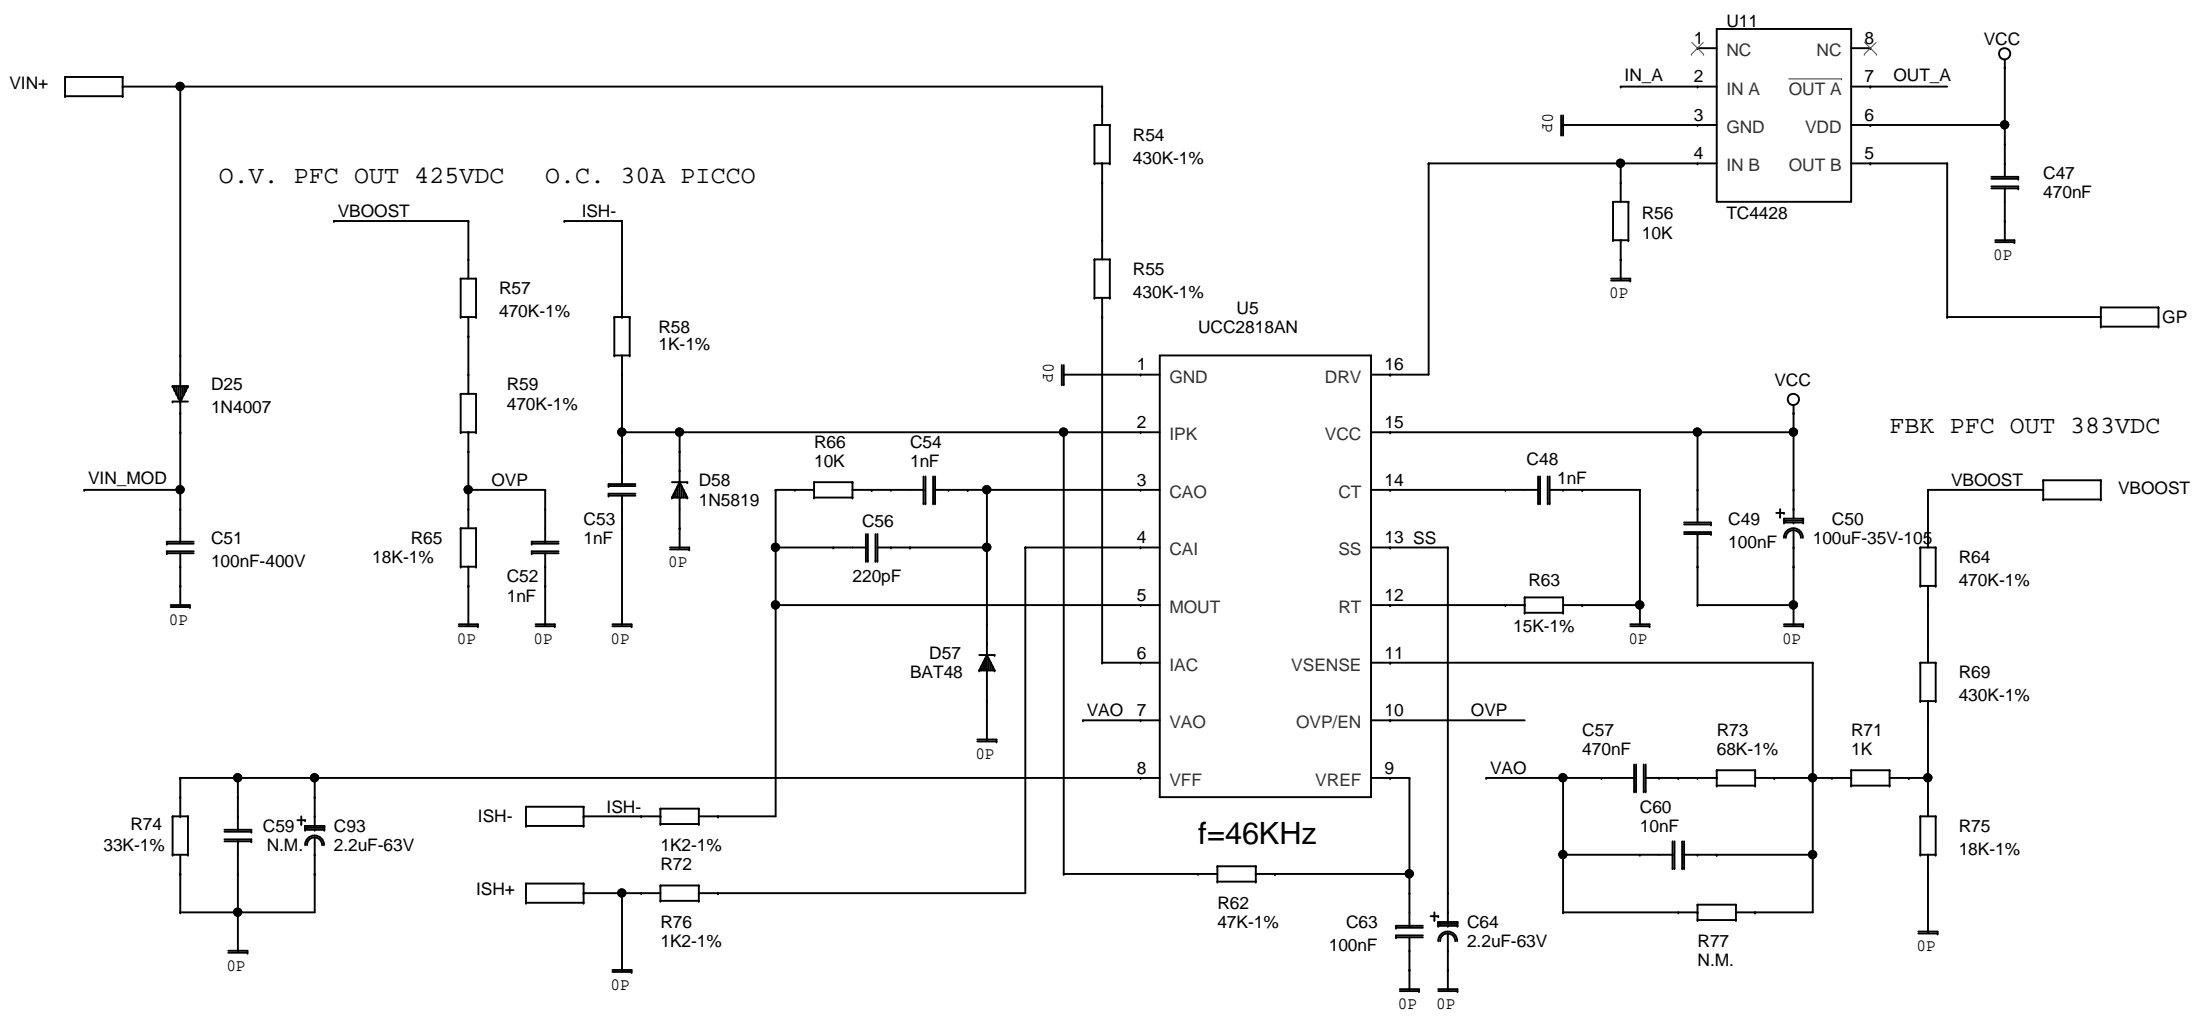 U11
1
NC
NC
8
VCC
VIN+
IN_A
2
IN A
OUT A
7
OUT_A
0P
3
GND
VDD
6
R54
430K-1%
4
IN B
OUT B
5
C47
470nF
O.V. PFC OUT 425VDC
O.C. 30A PICCO
VBOOST
ISH-
TC4428
R56
10K
0P
R55
430K-1%
0P
R57
470K-1%
U5
UCC2818AN
GP
R58
1K-1%
0P
1
GND
DRV
16
D25
1N4007
R59
470K-1%
VCC
2
IPK
VCC
15
FBK PFC OUT 383VDC
R66
10K
C54
1nF
VIN_MOD
OVP
D58
1N5819
3
CAO
CT
14
C48
1nF
VBOOST
VBOOST
C51
100nF-400V
R65
18K-1%
C53
1nF
C56
220pF
4
CAI
SS
13
SS
C49
100nF
+
C50
100uF-35V-105
0P
R64
470K-1%
C52
1nF
R63
15K-1%
5
MOUT
RT
12
0P
0P
0P
0P
0P
0P
D57
BAT48
6
IAC
VSENSE
11
R69
430K-1%
VAO
7
VAO
OVP/EN
10
OVP
0P
C57
470nF
R73
68K-1%
R71
1K
8
VFF
VREF
9
VAO
R74
33K-1%
C59
N.M.
+
C93
2.2uF-63V
ISH-
ISH-
1K2-1%
R72
f=46KHz
C60
10nF
R75
18K-1%
ISH+
R76
1K2-1%
R62
47K-1%
C63
100nF
+
C64
2.2uF-63V
R77
N.M.
0P
0P
0P
0P
0P